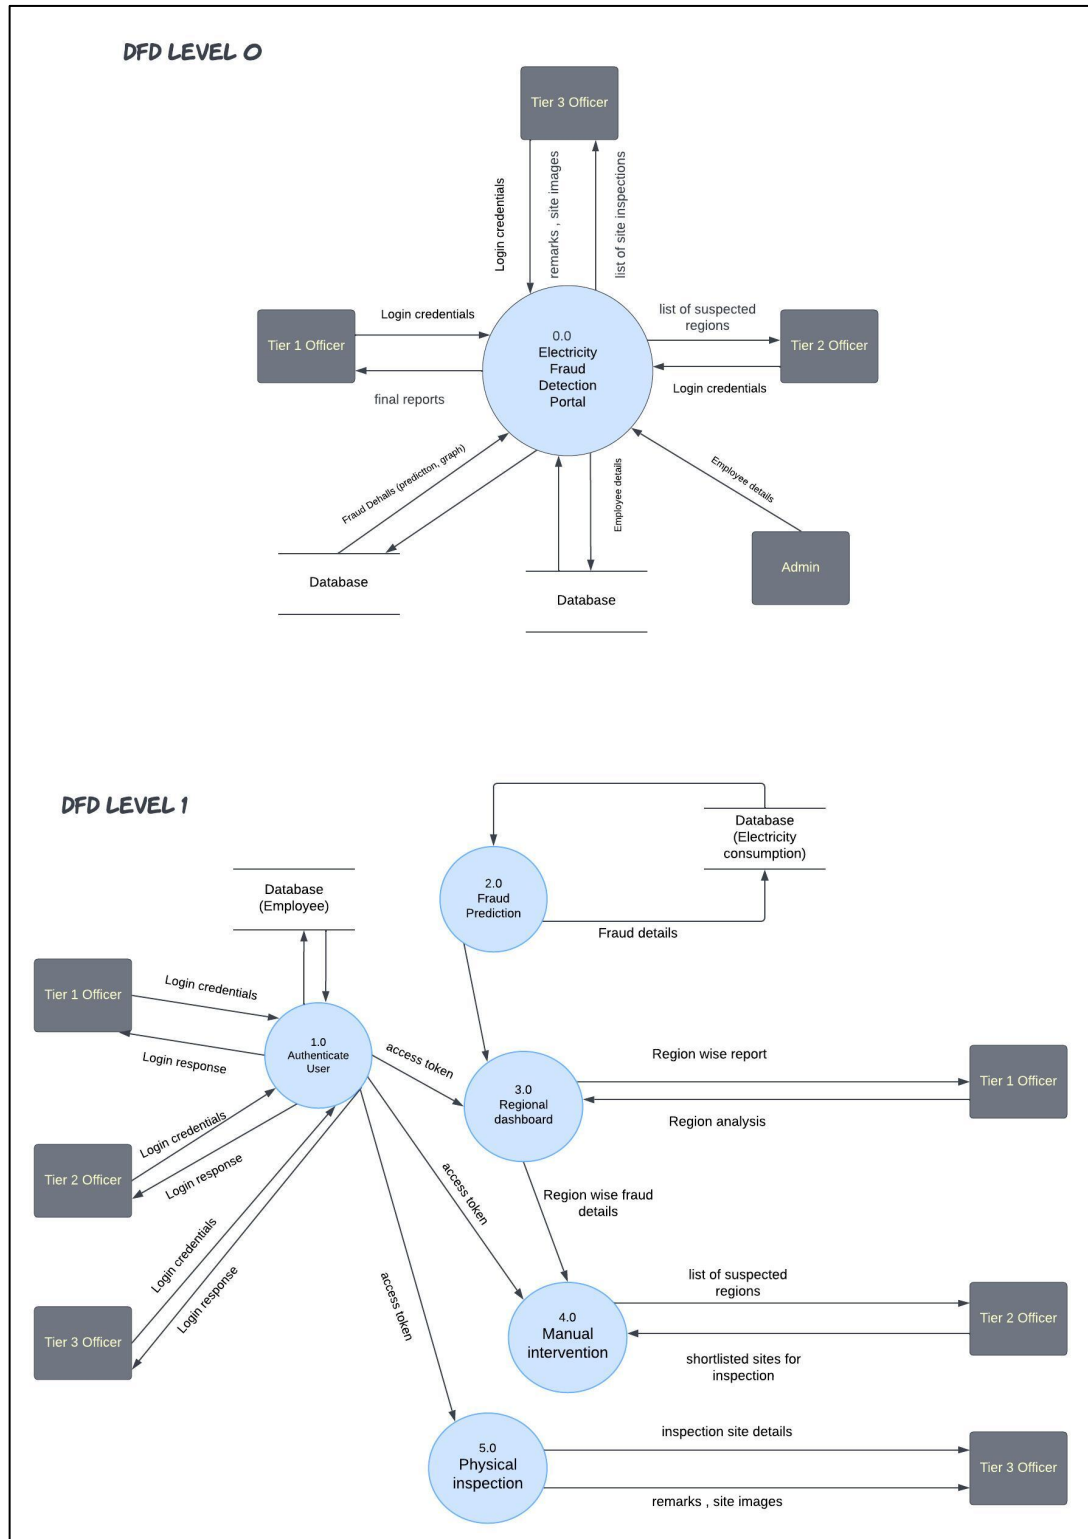 DFD LEVEL 0
Tier 3 Officer
Login credentials
remarks , site images
list of site inspections
Tier 1 Officer
Login credentials
final reports
0.0
Electricity
Fraud
Detection
Portal
list of suspected
regions
Login credentials
Tier 2 Officer
Fraud Dehalls (predictton, graph)
Employee details
Employee details
Database
Database
Admin
DFD LEVEL 1
Database
(Electricity
consumption)
2.0
Fraud
Prediction
Fraud details
Database
(Employee)
Tier 1 Officer
Login credentials
Login response
1.0
Authenticate
User
access token
3.0
Regional
dashboard
Region wise report
Region analysis
Tier 1 Officer
Tier 2 Officer
Login credentials
Login response
access token
Region wise fraud
details
Tier 3 Officer
Login credentials
Login response
access token
4.0
Manual
intervention
list of suspected
regions
shortlisted sites for
inspection
Tier 2 Officer
5.0
Physical
inspection
inspection site details
remarks , site images
Tier 3 Officer